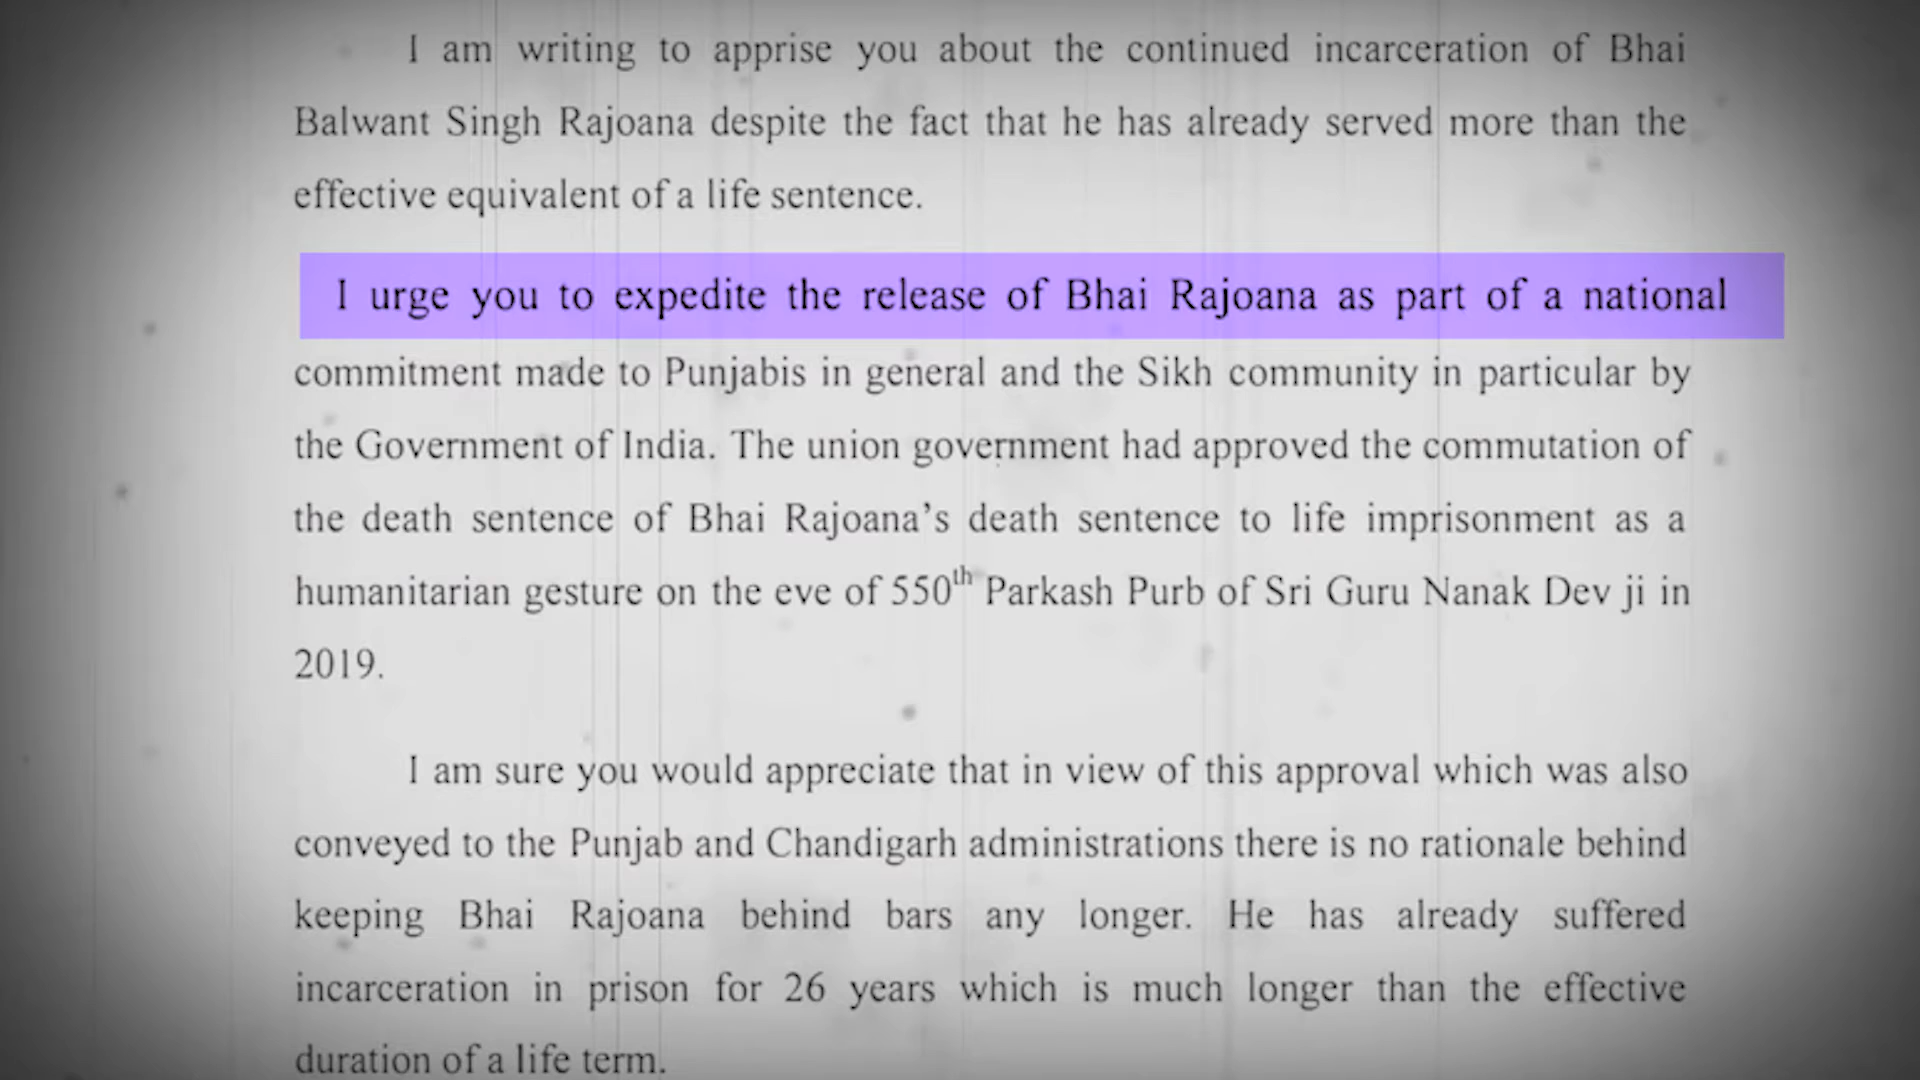 I am writing to apprise you about the continued incarceration of Bhai
Balwant Singh Rajoana despite the fact that he has already served more than the
effective equivalent of a life sentence.
I urge you to expedite the release of Bhai Rajoana as part of a national
commitment made to Punjabis in general and the Sikh community in particular by
the Government of India. The union government had approved the commutation of
the death sentence of Bhai Rajoana's death sentence to life imprisonment as a
humanitarian gesture on the eve of 550th Parkash Purb of Sri Guru Nanak Dev ji in
2019.
I am sure you would appreciate that in view of this approval which was also
conveyed to the Punjab and Chandigarh administrations there is no rationale behind
keeping Bhai Rajoana behind bars any longer. He has already suffered
incarceration in prison for 26 years which is much longer than the effective
duration of a life term.